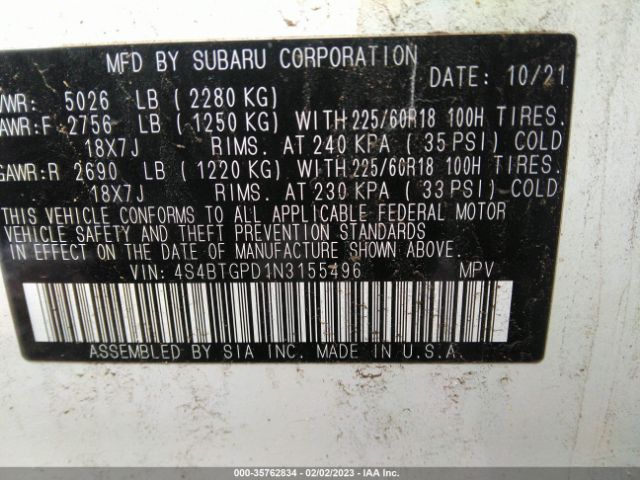 MFD BY SUBARU CORPORATION
DATE: 10/21
VWR: 5026 LB ( 2280 KG)
AWR:F 2756 LB ( 1250 KG) WITH 225/60R18 100H TIRES.
18X7J RIMS. AT 240 KPA ( 35 PSI) COLD
GAWR:R 2690 LB ( 1220 KG) WITH 225/60R18 100H TIRES.
18X7J RIMS. AT 230 KPA ( 33 PSI) COLD
THIS VEHICLE CONFORMS TO ALL APPLICABLE FEDERAL MOTOR
VEHICLE SAFETY AND THEFT PREVENTION STANDARDS
IN EFFECT ON THE DATE OF MANUFACTURE SHOWN ABOVE.
VIN: 4S4BTGPD1N3155496 MPV
ASSEMBLED BY SIA INC. MADE IN U.S.A.
000-35762834 - 02/02/2023 - IAA Inc.